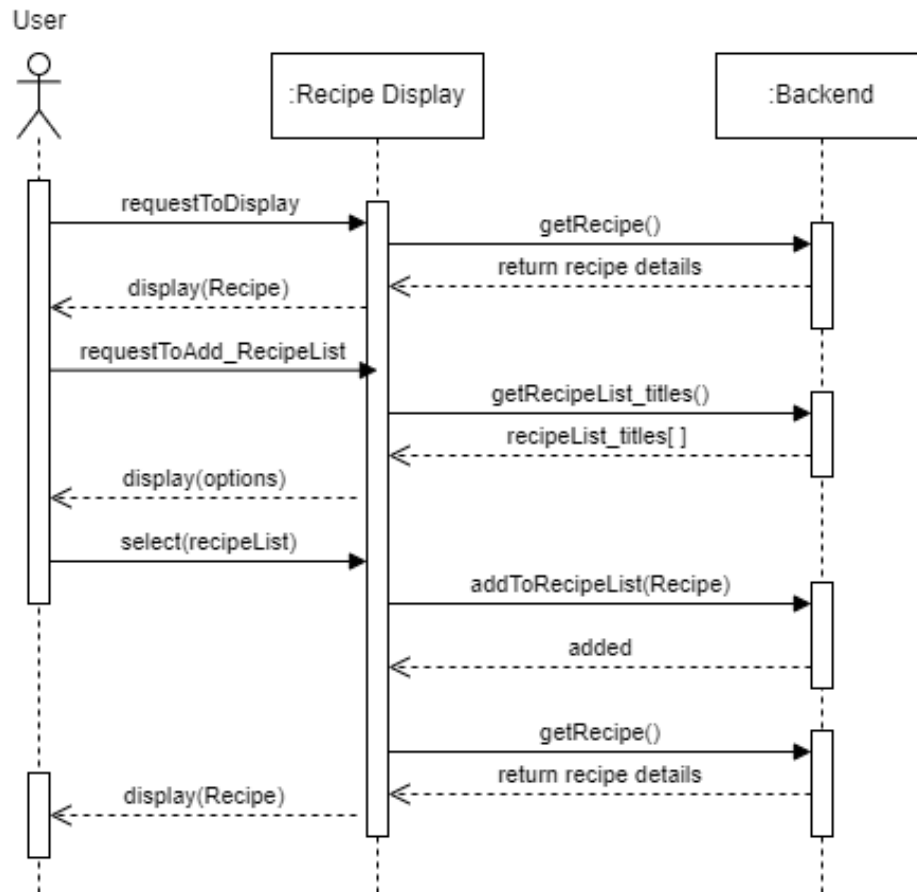 User
:Recipe Display
:Backend
requestToDisplay
getRecipe()
return recipe details
display(Recipe)
requestToAdd_RecipeList
getRecipeList_titles()
recipeList_titles[ ]
display(options)
select(recipeList)
addToRecipeList(Recipe)
added
getRecipe()
return recipe details
display(Recipe)